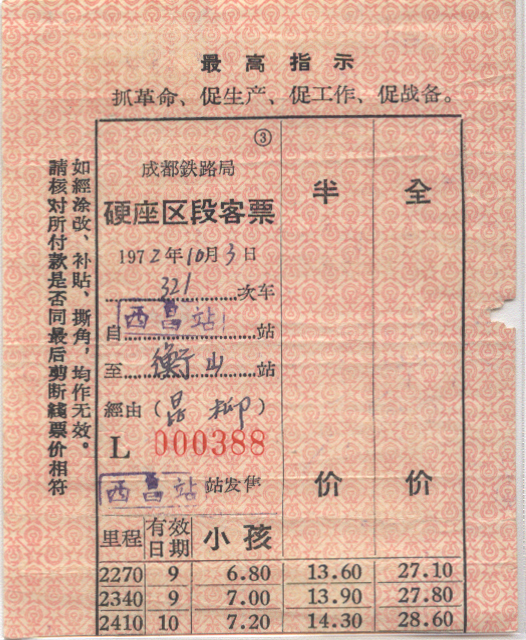 最高指示
抓革命、促生产、促工作、促战备。
③
成都鉄路局
硬座区段客票
1972年10月3日
321次车
自西昌站站
至衡山站
經由(昆柳)
L 000388
西昌站 站发售
半价
全价
里程 有效日期 小孩
2270 9 6.80 13.60 27.10
2340 9 7.00 13.90 27.80
2410 10 7.20 14.30 28.60
如經涂改、补贴、撕角，均作无效。
請核对所付款是否同最后剪断綫票价相符